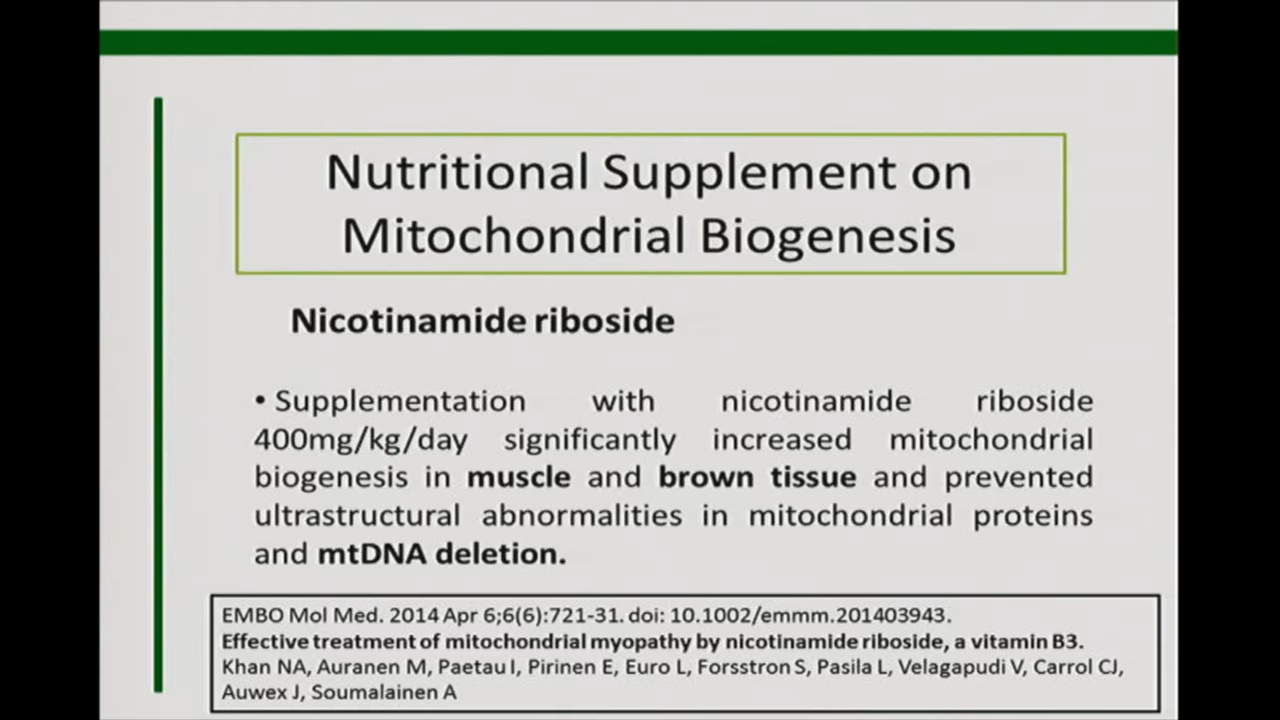 Nutritional Supplement on
Mitochondrial Biogenesis
Nicotinamide riboside
• Supplementation with nicotinamide riboside
400mg/kg/day significantly increased mitochondrial
biogenesis in muscle and brown tissue and prevented
ultrastructural abnormalities in mitochondrial proteins
and mtDNA deletion.
EMBO Mol Med. 2014 Apr 6;6(6):721-31. doi: 10.1002/emmm.201403943.
Effective treatment of mitochondrial myopathy by nicotinamide riboside, a vitamin B3.
Khan NA, Auranen M, Paetau I, Pirinen E, Euro L, Forsstron S, Pasila L, Velagapudi V, Carrol CJ,
Auwex J, Soumalainen A